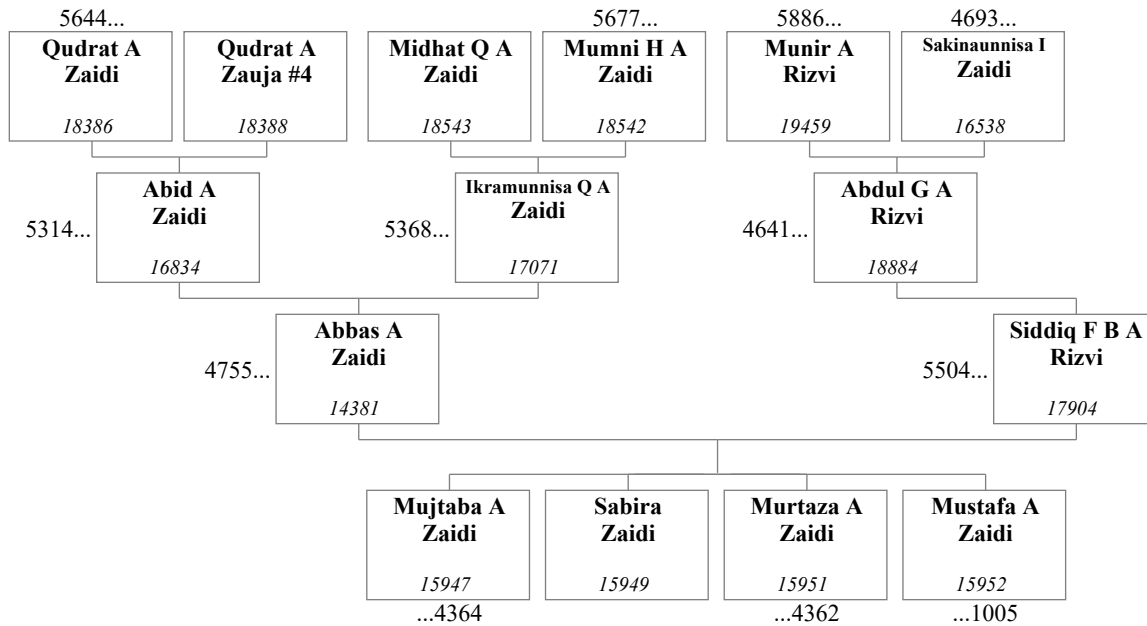 5644...
5677...
5886...
4693...
Qudrat A
Zaidi
18386
Qudrat A
Zauja #4
18388
Midhat Q A
Zaidi
18543
Mumni H A
Zaidi
18542
Munir A
Rizvi
19459
Sakinaunnisa I
Zaidi
16538
5314...
Abid A
Zaidi
16834
5368...
Ikramunnisa Q A
Zaidi
17071
4641...
Abdul G A
Rizvi
18884
4755...
Abbas A
Zaidi
14381
5504...
Siddiq F B A
Rizvi
17904
Mujtaba A
Zaidi
15947
...4364
Sabira
Zaidi
15949
Murtaza A
Zaidi
15951
...4362
Mustafa A
Zaidi
15952
...1005